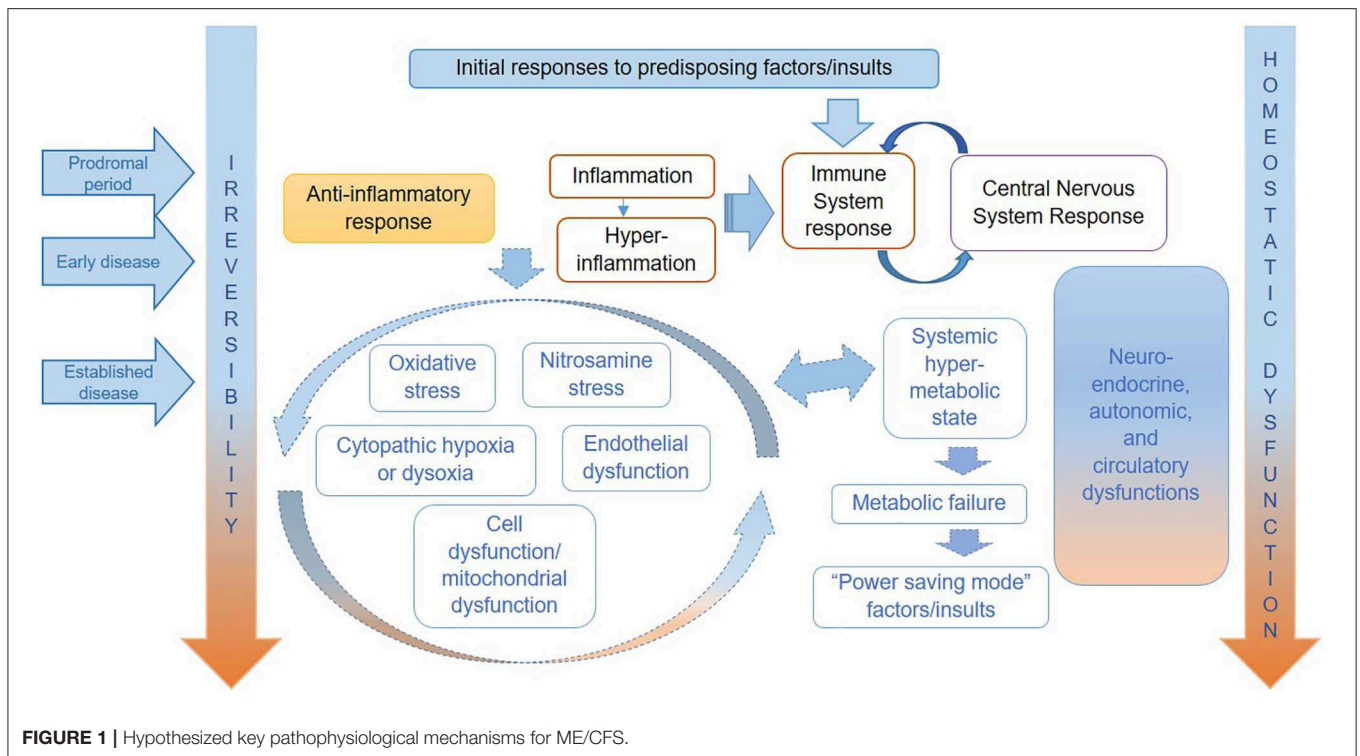 Initial responses to predisposing factors/insults
Prodromal
period
Early disease
Established
disease
IRREVERSIBILITY
Anti-inflammatory
response
Inflammation
Hyper-
inflammation
Immune
System
response
Central Nervous
System Response
Oxidative
stress
Nitrosamine
stress
Cytopathic hypoxia
or dysoxia
Endothelial
dysfunction
Cell
dysfunction/
mitochondrial
dysfunction
Systemic
hyper-
metabolic
state
Metabolic failure
“Power saving mode”
factors/insults
Neuro-
endocrine,
autonomic,
and
circulatory
dysfunctions
HOMEOSTATIC DYSFUNCTION
FIGURE 1 | Hypothesized key pathophysiological mechanisms for ME/CFS.